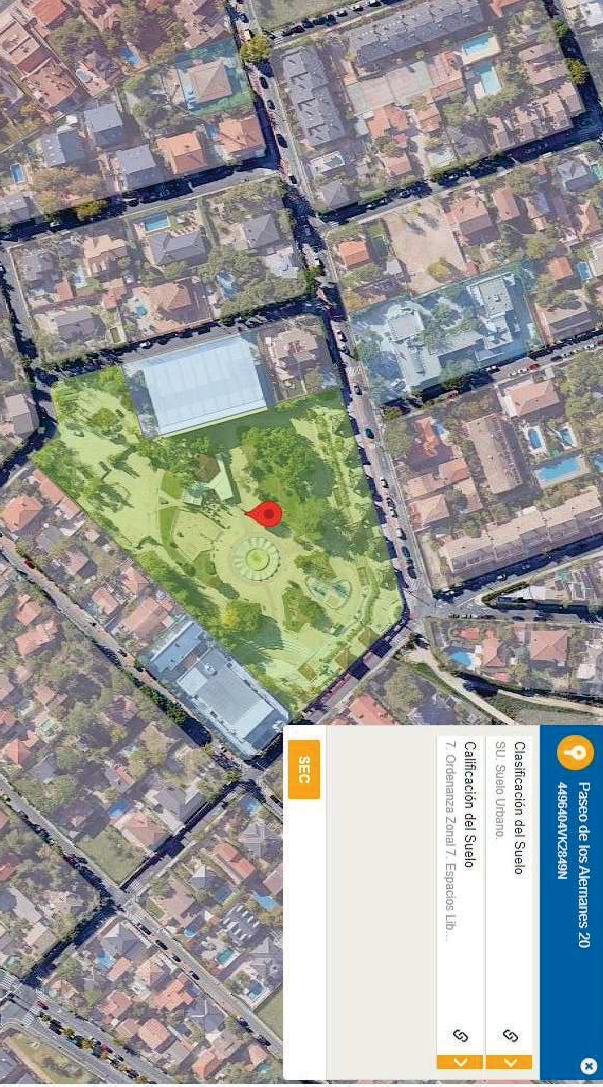 Paseo de los Alemanes 20
4496404VK2849N
Clasificación del Suelo
SU. Suelo Urbano.
Calificación del Suelo
7. Ordenanza Zonal 7. Espacios Lib...
SEC